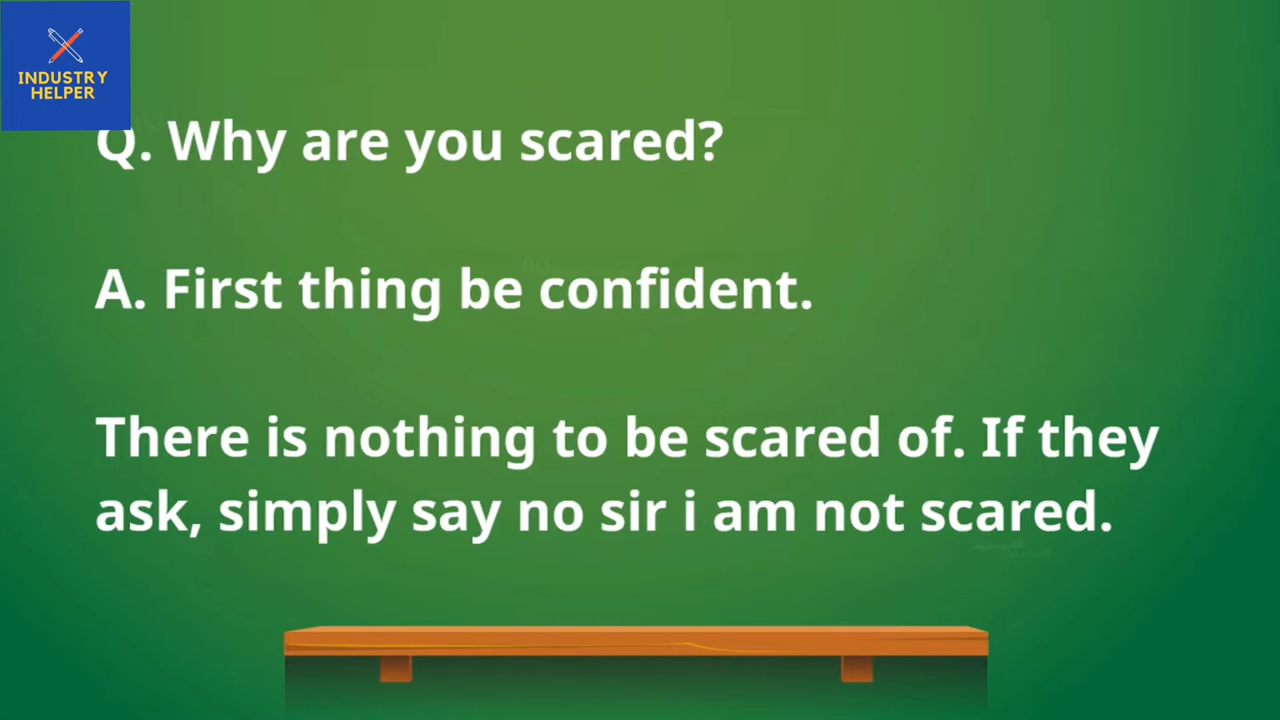 INDUSTRY
HELPER
Q. Why are you scared?
A. First thing be confident.
There is nothing to be scared of. If they
ask, simply say no sir i am not scared.